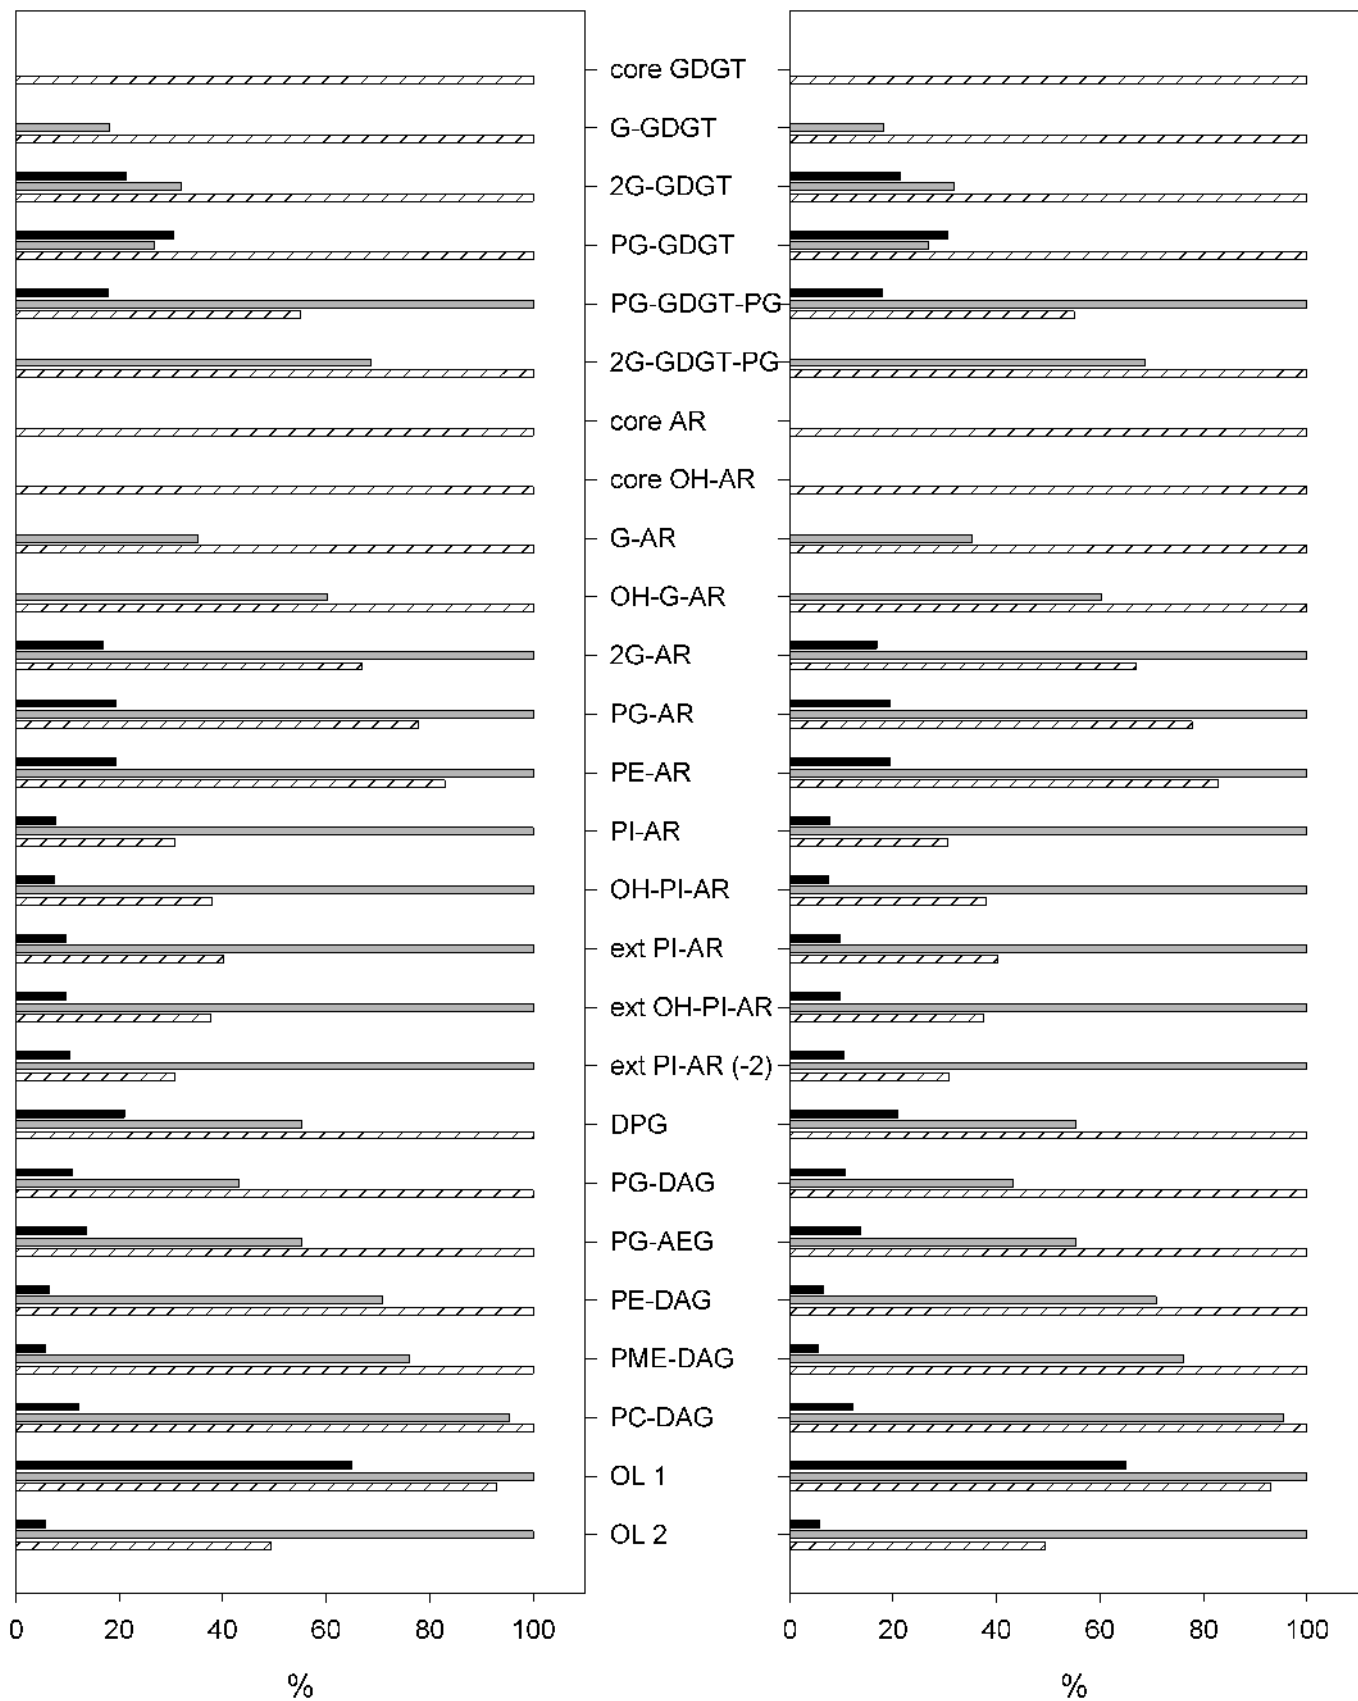 core GDGT
G-GDGT
2G-GDGT
PG-GDGT
PG-GDGT-PG
2G-GDGT-PG
core AR
core OH-AR
G-AR
OH-G-AR
2G-AR
PG-AR
PE-AR
PI-AR
OH-PI-AR
ext PI-AR
ext OH-PI-AR
ext PI-AR (-2)
DPG
PG-DAG
PG-AEG
PE-DAG
PME-DAG
PC-DAG
OL 1
OL 2
0 20 40 60 80 100 0 20 40 60 80 100
% %